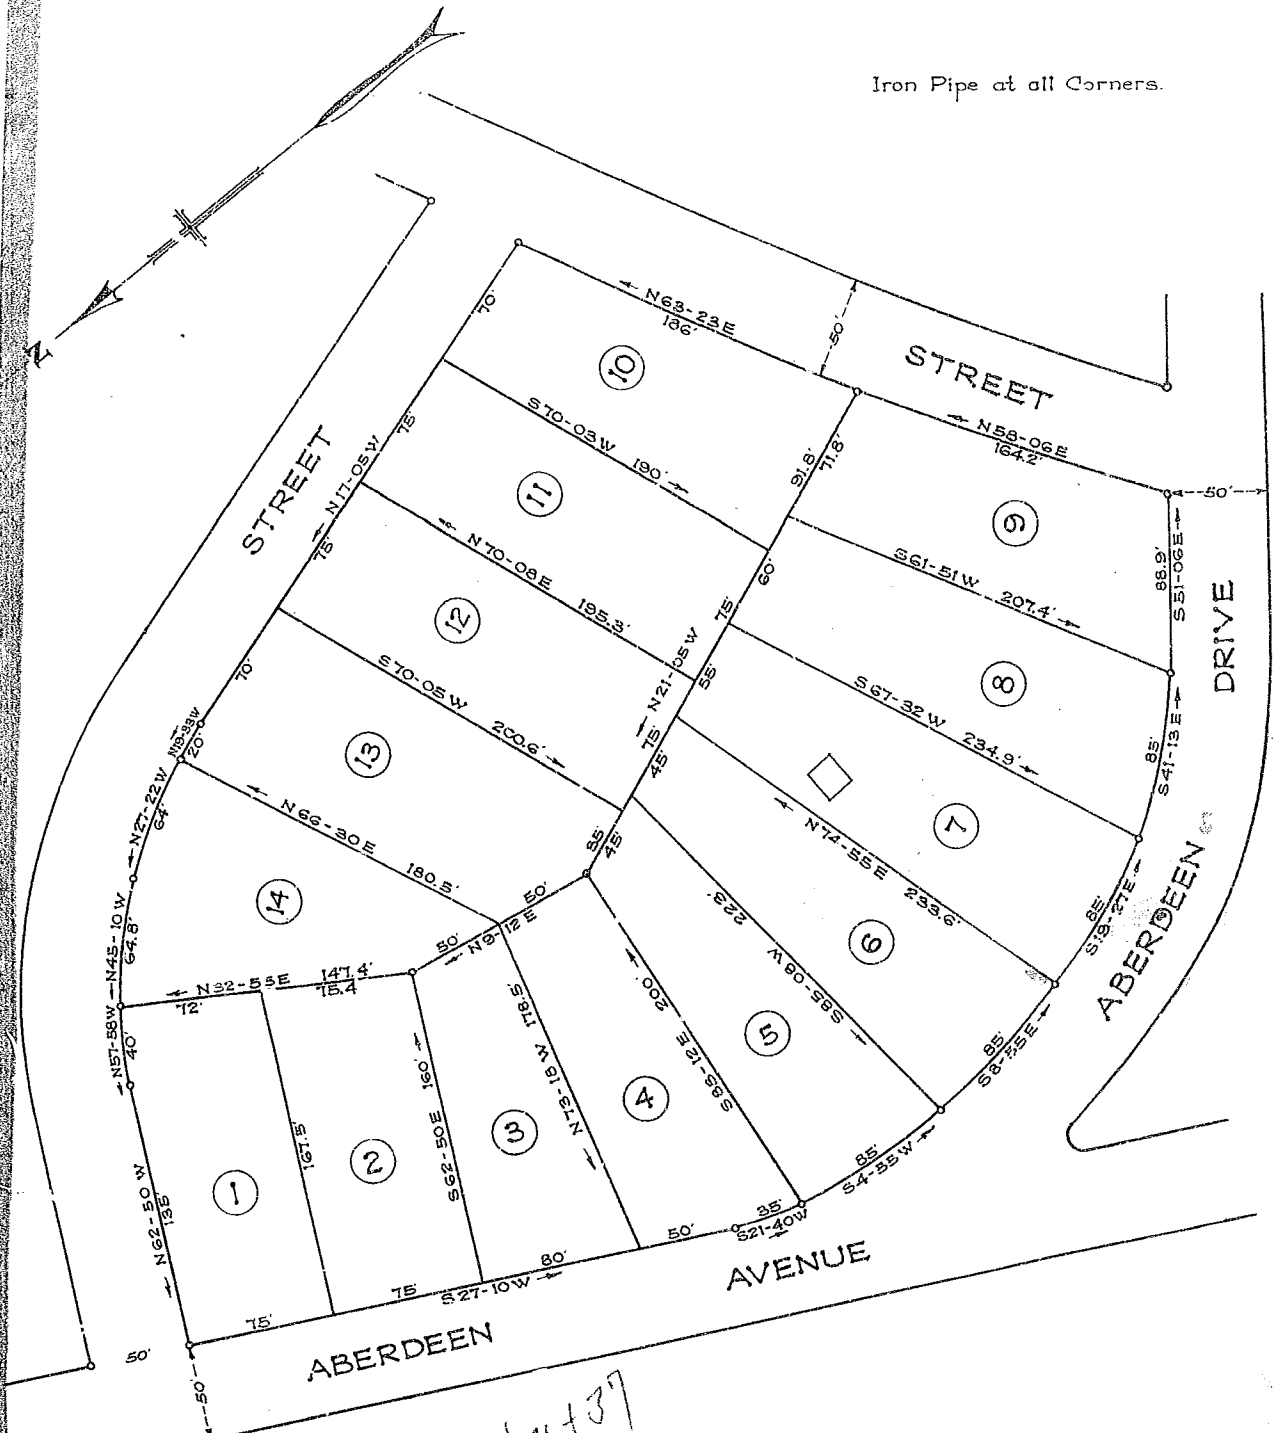 Iron Pipe at all Corners.
N
STREET
STREET
DRIVE
ABERDEEN
AVENUE
ABERDEEN
N63-23E
186'
50'
N58-06E
164.2'
50'
70'
10
S70-03W 190'
75'
N17-05W
11
91.8'
71.8'
9
S61-51W 207.4'
88.9'
S51-06E
75'
N70-08E 195.3'
60'
75'
12
8
S70-05W 200.6'
N21-05W
55'
S67-32W 234.9'
85'
S41-13E
70'
N19-33W
20'
13
75'
45'
7
N74-55E 233.6'
85'
S19-27E
N27-22W
64'
N66-30E 180.5'
85'
45'
223'
S85-08W
6
14
50'
50'
N9-12E
N45-10W
64.8'
N32-53E 147.4'
72'
75.4'
200'
S85-12E
5
85'
N57-58W
40'
160'
S62-50E
178.5'
N73-18W
4
3
85'
S4-55W
167.5'
2
1
N62-50W
135'
35'
S21-40W
50'
80'
S27-10W
75'
75'
50'
50'
37